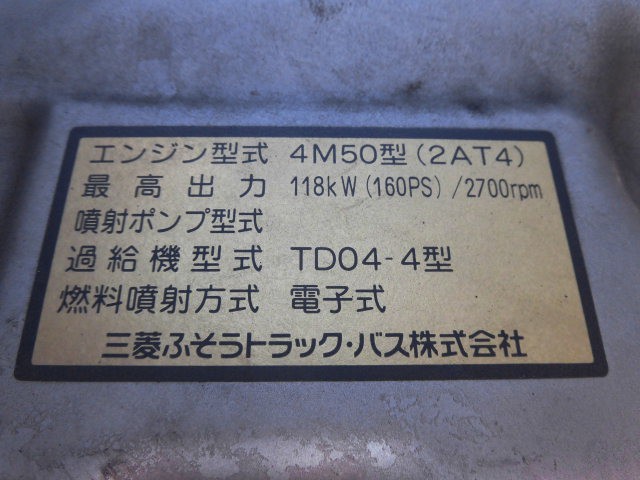 エンジン型式 4M50型(2AT4)
最高出力 118kW(160PS)/2700rpm
噴射ポンプ型式
過給機型式 TD04-4型
燃料噴射方式 電子式
三菱ふそうトラック・バス株式会社